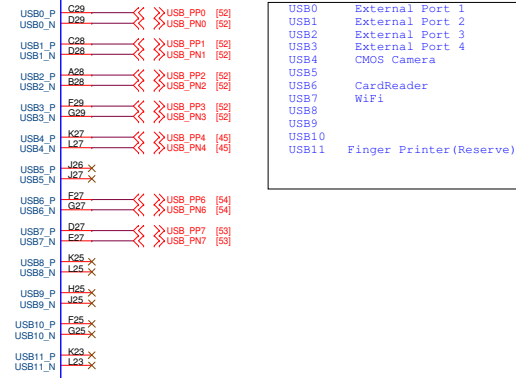 USB0_P C29 USB_PP0 [52]
USB0_N D29 USB_PN0 [52]
USB1_P C28 USB_PP1 [52]
USB1_N D28 USB_PN1 [52]
USB2_P A28 USB_PP2 [52]
USB2_N B28 USB_PN2 [52]
USB3_P F29 USB_PP3 [52]
USB3_N G29 USB_PN3 [52]
USB4_P K27 USB_PP4 [45]
USB4_N L27 USB_PN4 [45]
USB5_P J26
USB5_N J27
USB6_P F27 USB_PP6 [54]
USB6_N G27 USB_PN6 [54]
USB7_P D27 USB_PP7 [53]
USB7_N E27 USB_PN7 [53]
USB8_P K25
USB8_N L25
USB9_P H25
USB9_N J25
USB10_P F25
USB10_N G25
USB11_P K23
USB11_N L23
USB0 External Port 1
USB1 External Port 2
USB2 External Port 3
USB3 External Port 4
USB4 CMOS Camera
USB5
USB6 CardReader
USB7 WiFi
USB8
USB9
USB10
USB11 Finger Printer(Reserve)